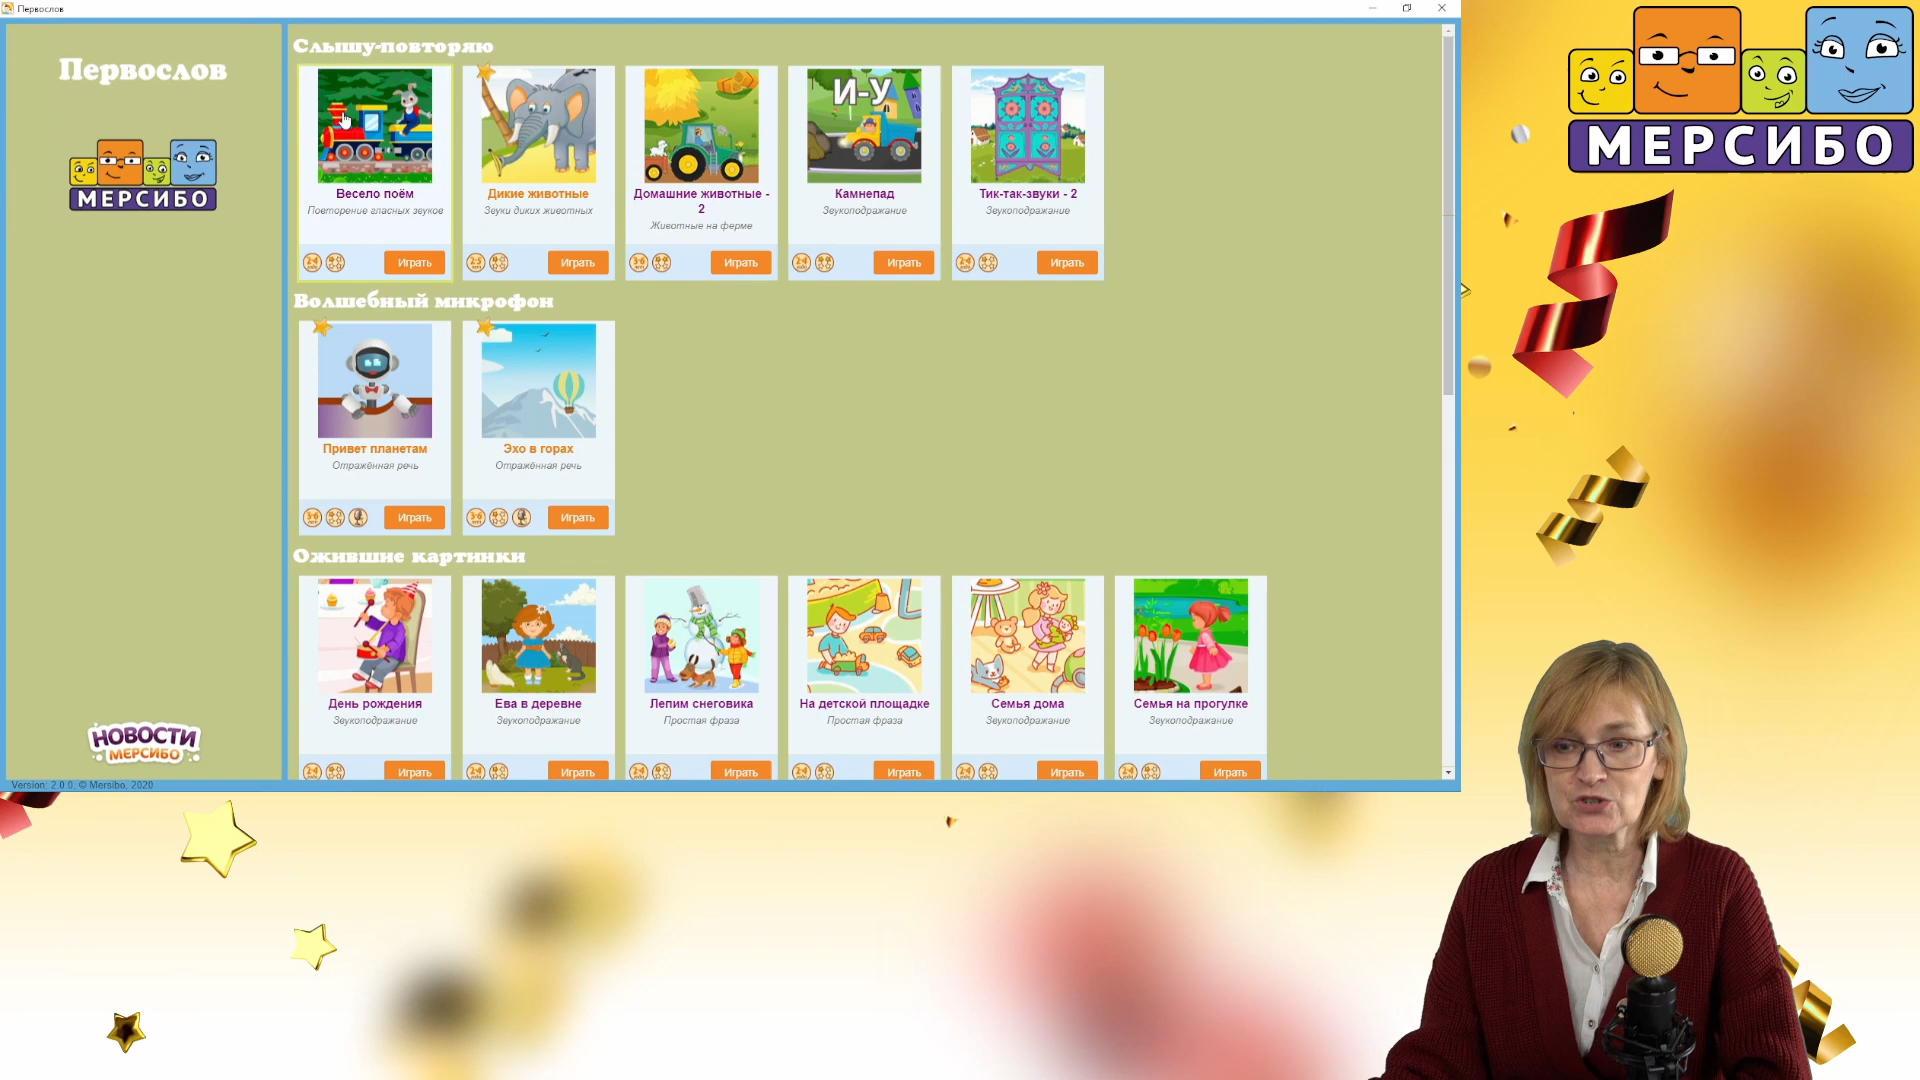 Первослов
Первослов
МЕРСИБО
НОВОСТИ
МЕРСИБО
Слышу-повторяю
И-У
Весело поём
Повторение гласных звуков
Играть
Дикие животные
Звуки диких животных
Играть
Домашние животные -
2
Животные на ферме
Играть
Камнепад
Звукоподражание
Играть
Тик-так-звуки - 2
Звукоподражание
Играть
Волшебный микрофон
Привет планетам
Отражённая речь
Играть
Эхо в горах
Отражённая речь
Играть
Ожившие картинки
День рождения
Звукоподражание
Играть
Ева в деревне
Звукоподражание
Играть
Лепим снеговика
Простая фраза
Играть
На детской площадке
Простая фраза
Играть
Семья дома
Звукоподражание
Играть
Семья на прогулке
Звукоподражание
Играть
Version: 2.0.0, © Mersibo, 2020
МЕРСИБО